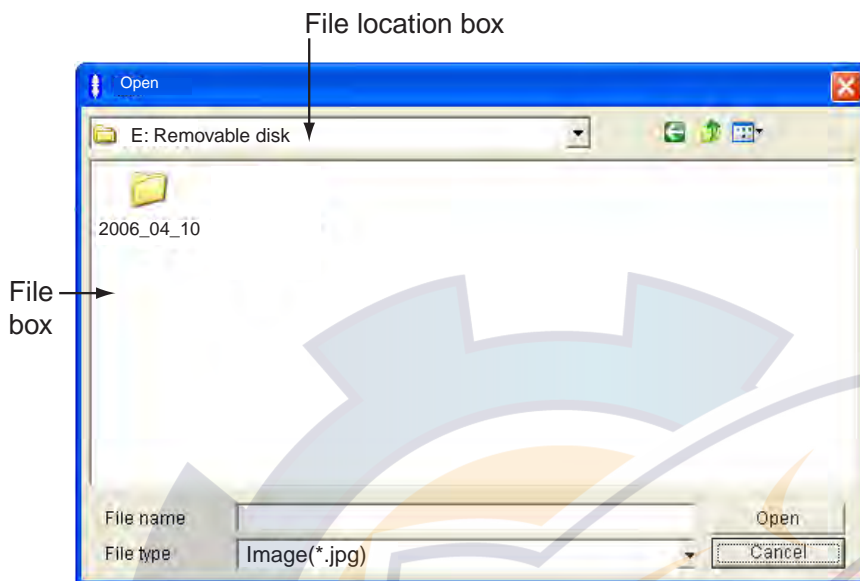 File location box
Open
E: Removable disk
2006_04_10
File
box
File name
Open
File type
Image(*.jpg)
Cancel